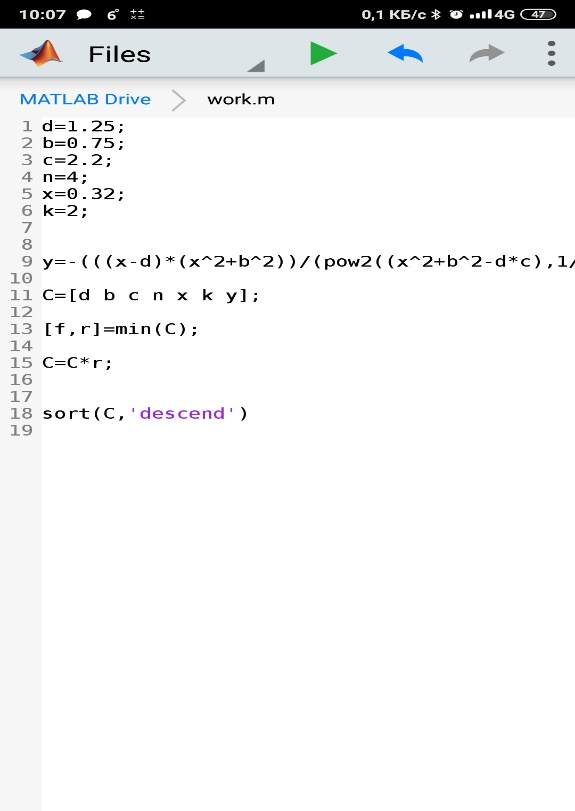 10:07 6°
0,1 КБ/с 4G 47
Files
MATLAB Drive work.m
1 d=1.25;
2 b=0.75;
3 c=2.2;
4 n=4;
5 x=0.32;
6 k=2;
7
8
9 y=-(((x-d)*(x^2+b^2))/(pow2((x^2+b^2-d*c),1/
10
11 C=[d b c n x k y];
12
13 [f,r]=min(C);
14
15 C=C*r;
16
17
18 sort(C,'descend')
19